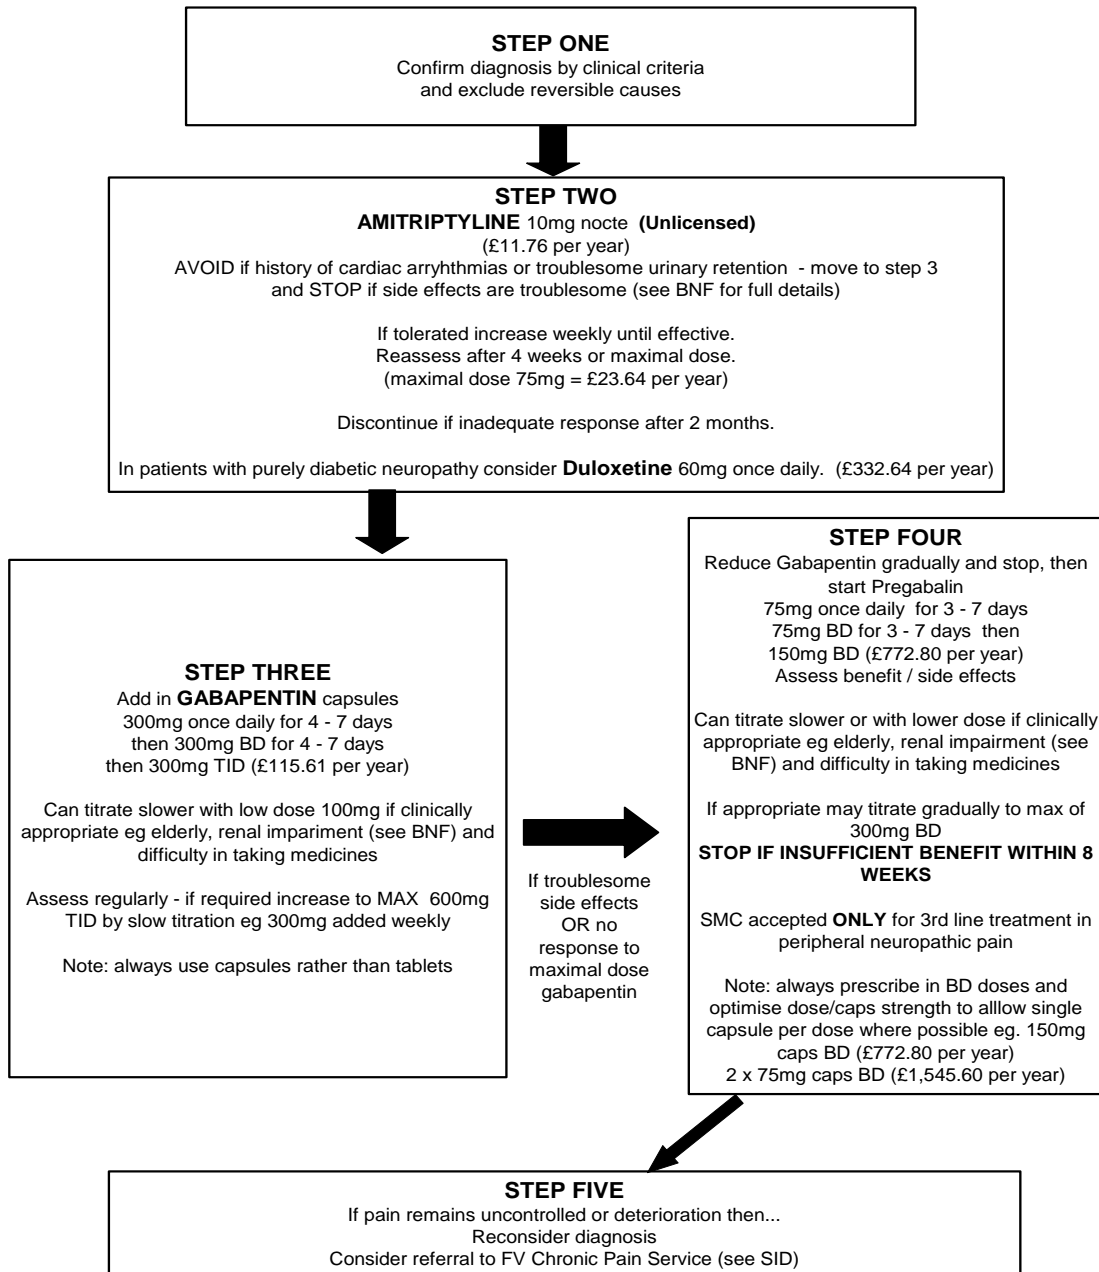 STEP ONE
Confirm diagnosis by clinical criteria
and exclude reversible causes
STEP TWO
AMITRIPTYLINE 10mg nocte (Unlicensed)
(£11.76 per year)
AVOID if history of cardiac arryhthmias or troublesome urinary retention - move to step 3
and STOP if side effects are troublesome (see BNF for full details)
If tolerated increase weekly until effective.
Reassess after 4 weeks or maximal dose.
(maximal dose 75mg = £23.64 per year)
Discontinue if inadequate response after 2 months.
In patients with purely diabetic neuropathy consider Duloxetine 60mg once daily. (£332.64 per year)
STEP THREE
Add in GABAPENTIN capsules
300mg once daily for 4 - 7 days
then 300mg BD for 4 - 7 days
then 300mg TID (£115.61 per year)
Can titrate slower with low dose 100mg if clinically
appropriate eg elderly, renal impariment (see BNF) and
difficulty in taking medicines
Assess regularly - if required increase to MAX 600mg
TID by slow titration eg 300mg added weekly
Note: always use capsules rather than tablets
If troublesome
side effects
OR no
response to
maximal dose
gabapentin
STEP FOUR
Reduce Gabapentin gradually and stop, then
start Pregabalin
75mg once daily for 3 - 7 days
75mg BD for 3 - 7 days then
150mg BD (£772.80 per year)
Assess benefit / side effects
Can titrate slower or with lower dose if clinically
appropriate eg elderly, renal impairment (see
BNF) and difficulty in taking medicines
If appropriate may titrate gradually to max of
300mg BD
STOP IF INSUFFICIENT BENEFIT WITHIN 8
WEEKS
SMC accepted ONLY for 3rd line treatment in
peripheral neuropathic pain
Note: always prescribe in BD doses and
optimise dose/caps strength to alllow single
capsule per dose where possible eg. 150mg
caps BD (£772.80 per year)
2 x 75mg caps BD (£1,545.60 per year)
STEP FIVE
If pain remains uncontrolled or deterioration then...
Reconsider diagnosis
Consider referral to FV Chronic Pain Service (see SID)